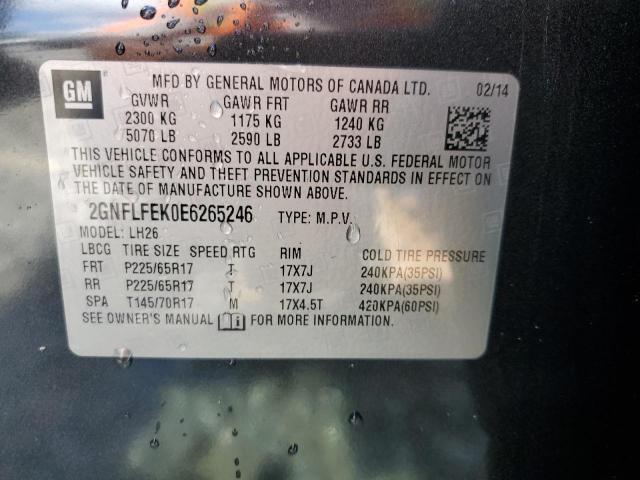 GM
MFD BY GENERAL MOTORS OF CANADA LTD. 02/14
GVWR GAWR FRT GAWR RR
2300 KG 1175 KG 1240 KG
5070 LB 2590 LB 2733 LB
THIS VEHICLE CONFORMS TO ALL APPLICABLE U.S. FEDERAL MOTOR
VEHICLE SAFETY AND THEFT PREVENTION STANDARDS IN EFFECT ON
THE DATE OF MANUFACTURE SHOWN ABOVE.
2GNFLFEK0E6265246 TYPE: M.P.V.
MODEL: LH26
LBCG TIRE SIZE SPEED RTG RIM COLD TIRE PRESSURE
FRT P225/65R17 T 17X7J 240KPA(35PSI)
RR P225/65R17 T 17X7J 240KPA(35PSI)
SPA T145/70R17 M 17X4.5T 420KPA(60PSI)
SEE OWNER'S MANUAL FOR MORE INFORMATION.